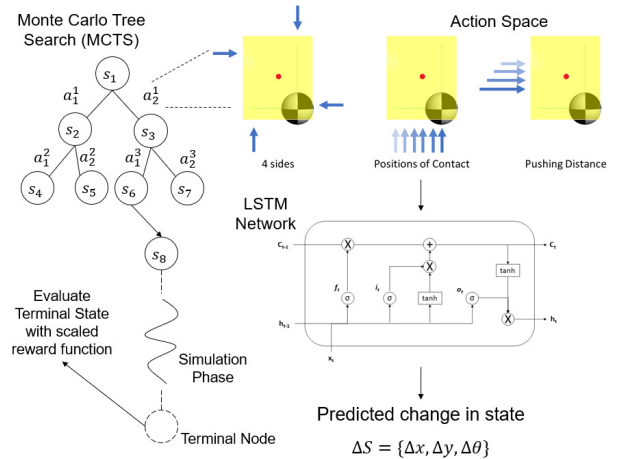 Monte Carlo Tree
Search (MCTS)
s₁
a₁¹
a₂¹
s₂
s₃
a₁²
a₂²
a₁³
a₂³
s₄
s₅
s₆
s₇
s₈
Evaluate
Terminal State
with scaled
reward function
Simulation
Phase
Terminal Node
Action Space
4 sides
Positions of Contact
Pushing Distance
LSTM
Network
Cₜ₋₁
X
+
Cₜ
X
tanh
fₜ
iₜ
oₜ
σ
σ
tanh
σ
X
hₜ
hₜ₋₁
xₜ
Predicted change in state
ΔS = {Δx, Δy, Δθ}